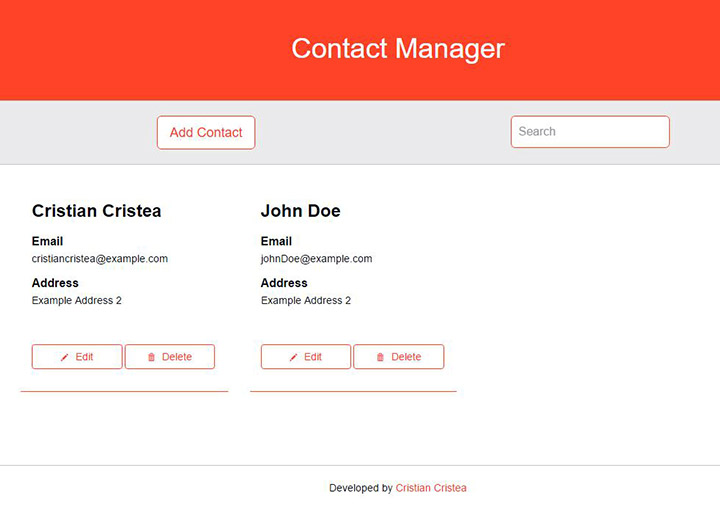 Contact Manager
Add Contact
Search
Cristian Cristea
Email
cristiancristea@example.com
Address
Example Address 2
Edit
Delete
John Doe
Email
johnDoe@example.com
Address
Example Address 2
Edit
Delete
Developed by Cristian Cristea